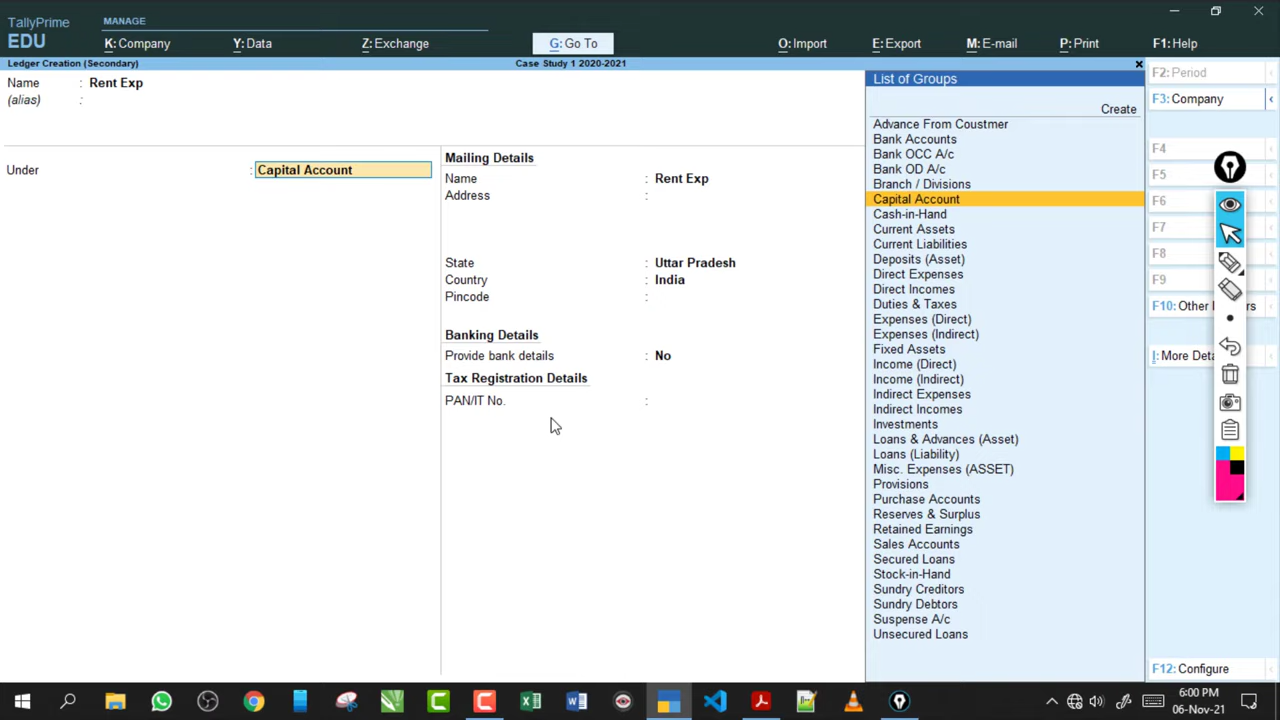 TallyPrime
EDU
MANAGE
K: Company
Y: Data
Z: Exchange
G: Go To
O: Import
E: Export
M: E-mail
P: Print
F1: Help
Ledger Creation (Secondary)
Case Study 1 2020-2021
Name : Rent Exp
(alias) :
Under : Capital Account
Mailing Details
Name : Rent Exp
Address :
State : Uttar Pradesh
Country : India
Pincode :
Banking Details
Provide bank details : No
Tax Registration Details
PAN/IT No. :
List of Groups
Create
Advance From Coustmer
Bank Accounts
Bank OCC A/c
Bank OD A/c
Branch / Divisions
Capital Account
Cash-in-Hand
Current Assets
Current Liabilities
Deposits (Asset)
Direct Expenses
Direct Incomes
Duties & Taxes
Expenses (Direct)
Expenses (Indirect)
Fixed Assets
Income (Direct)
Income (Indirect)
Indirect Expenses
Indirect Incomes
Investments
Loans & Advances (Asset)
Loans (Liability)
Misc. Expenses (ASSET)
Provisions
Purchase Accounts
Reserves & Surplus
Retained Earnings
Sales Accounts
Secured Loans
Stock-in-Hand
Sundry Creditors
Sundry Debtors
Suspense A/c
Unsecured Loans
F2: Period
F3: Company
F4
F5
F6
F7
F8
F9
F10: Other
I: More
F12: Configure
6:00 PM
06-Nov-21